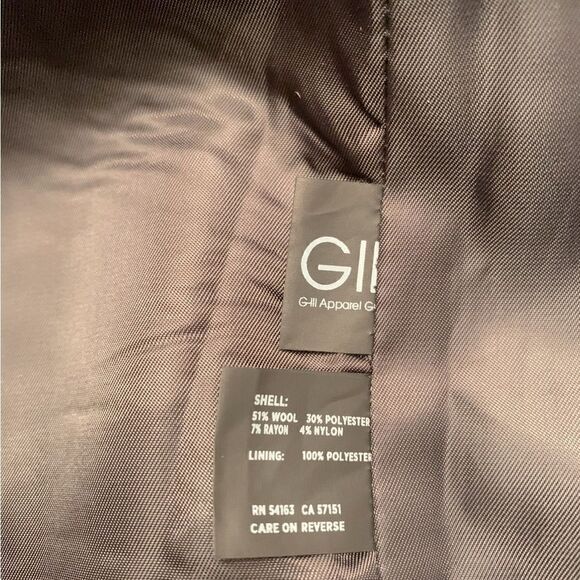 GII
G-III Apparel G
SHELL:
51% WOOL 30% POLYESTER
7% RAYON 4% NYLON
LINING: 100% POLYESTER
RN 54163 CA 57151
CARE ON REVERSE